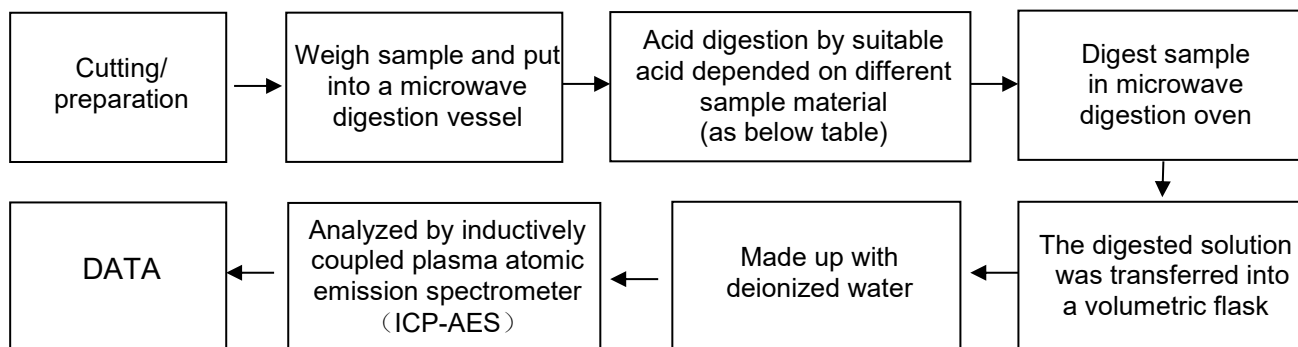 Cutting/
preparation
Weigh sample and put
into a microwave
digestion vessel
Acid digestion by suitable
acid depended on different
sample material
(as below table)
Digest sample
in microwave
digestion oven
The digested solution
was transferred into
a volumetric flask
Made up with
deionized water
Analyzed by inductively
coupled plasma atomic
emission spectrometer
（ICP-AES）
DATA